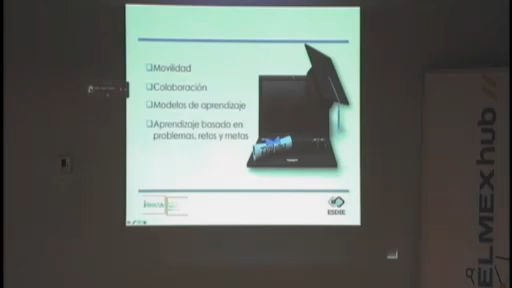 Movilidad
Colaboración
Modelos de aprendizaje
Aprendizaje basado en
problemas, retos y metas
ESIDE
ELMEXhub //